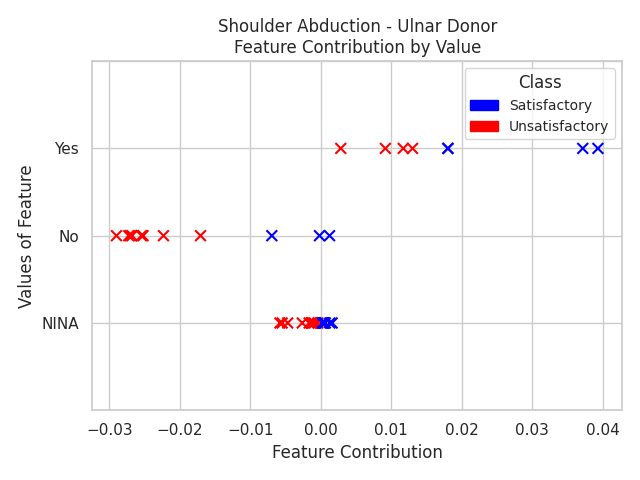 Shoulder Abduction - Ulnar Donor
Feature Contribution by Value
Class
Satisfactory
Unsatisfactory
Values of Feature
Yes
No
NINA
−0.03 −0.02 −0.01 0.00 0.01 0.02 0.03 0.04
Feature Contribution